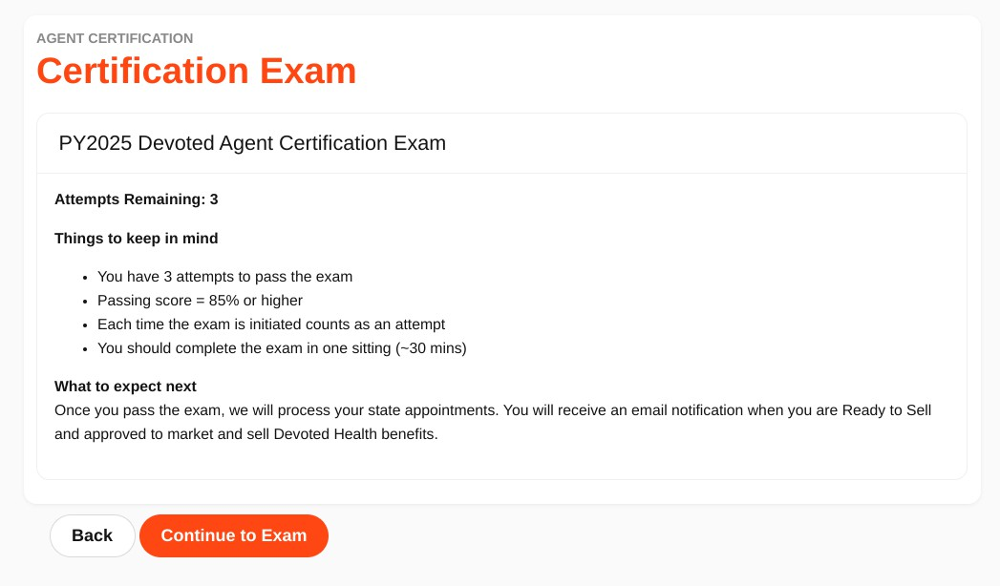 AGENT CERTIFICATION
Certification Exam
PY2025 Devoted Agent Certification Exam
Attempts Remaining: 3
Things to keep in mind
• You have 3 attempts to pass the exam
• Passing score = 85% or higher
• Each time the exam is initiated counts as an attempt
• You should complete the exam in one sitting (~30 mins)
What to expect next
Once you pass the exam, we will process your state appointments. You will receive an email notification when you are Ready to Sell
and approved to market and sell Devoted Health benefits.
Back
Continue to Exam